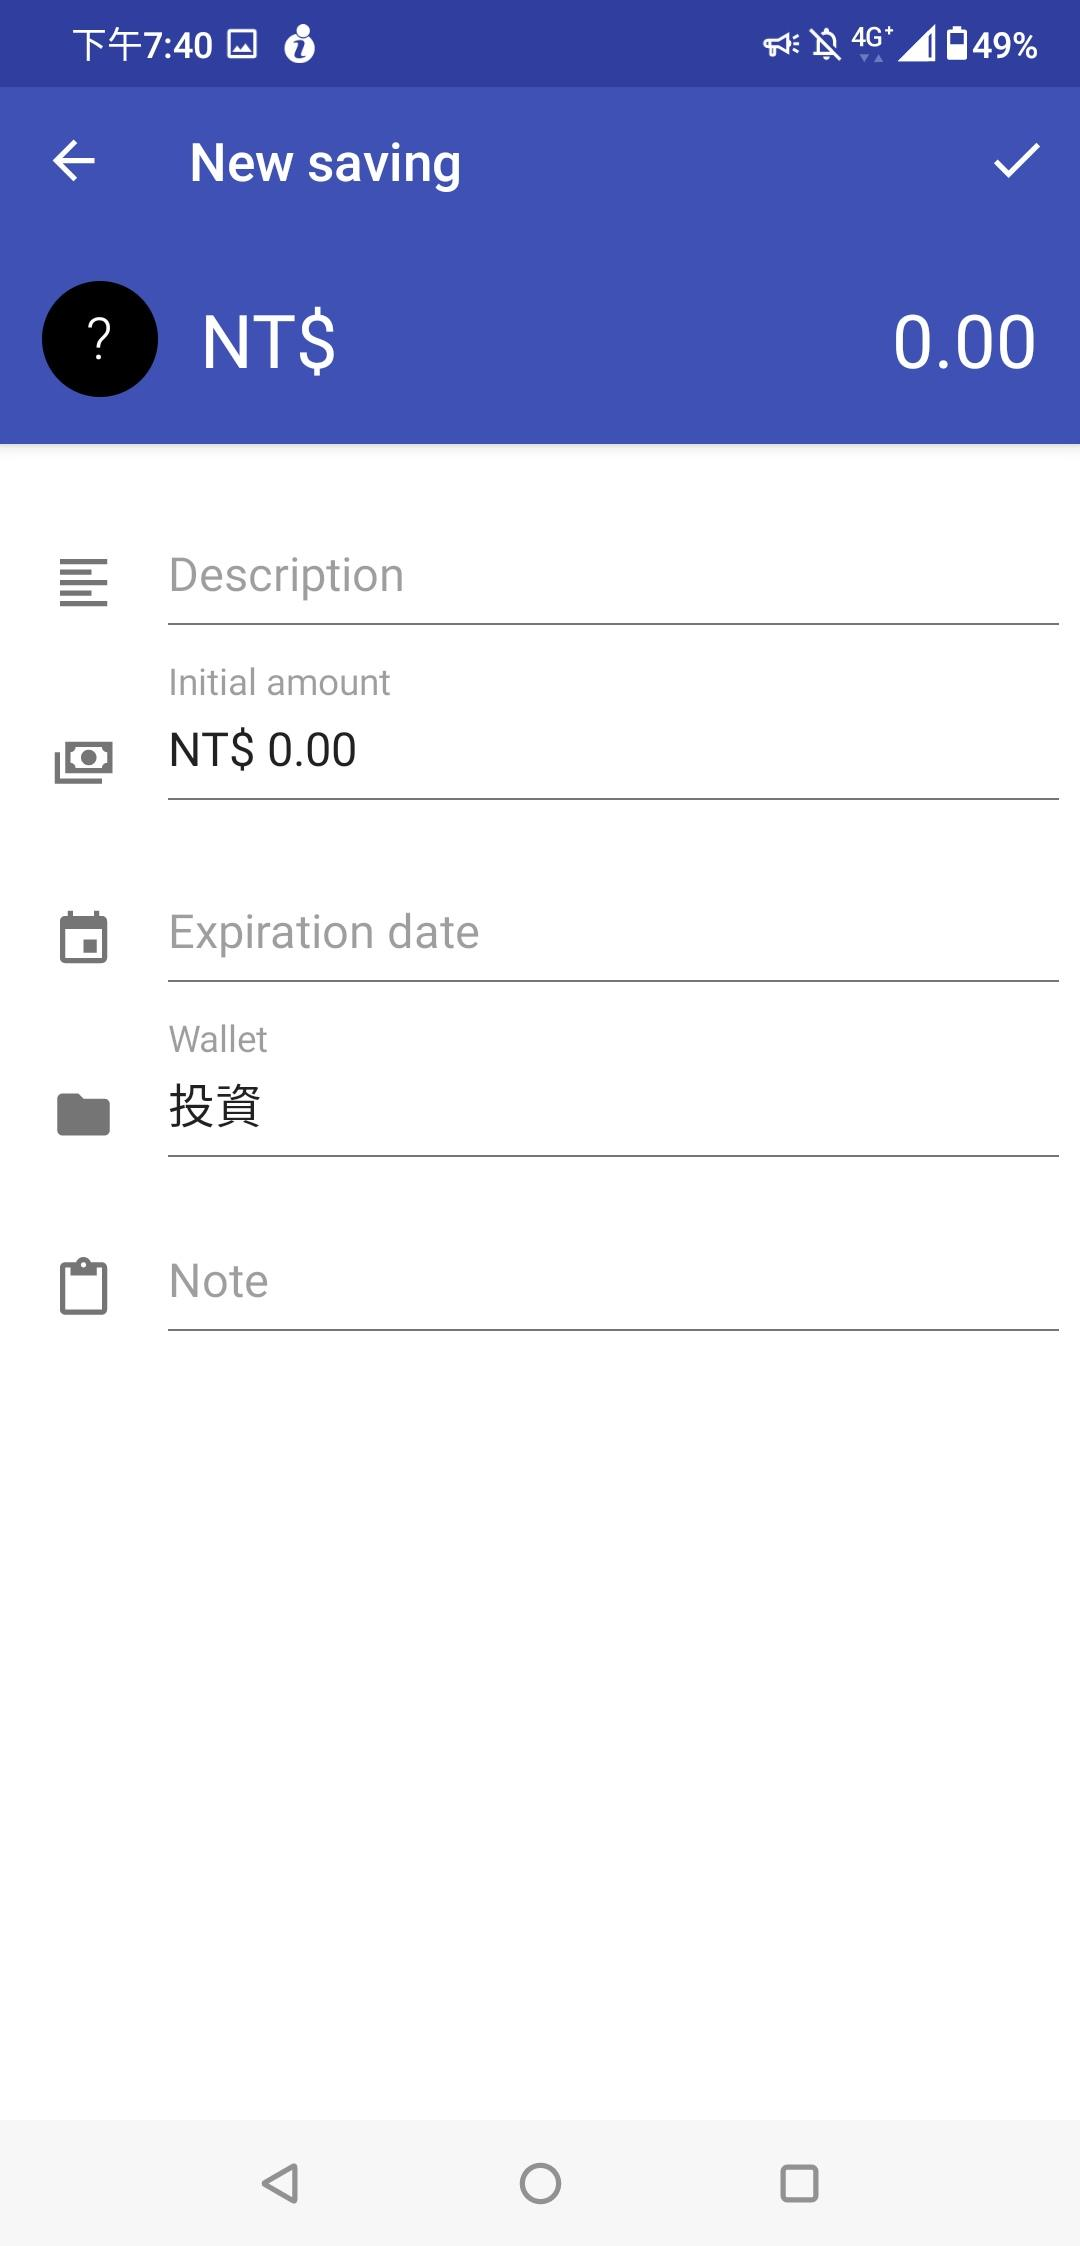 下午7:40 4G+ 49%
New saving
? NT$ 0.00
Description
Initial amount
NT$ 0.00
Expiration date
Wallet
投資
Note